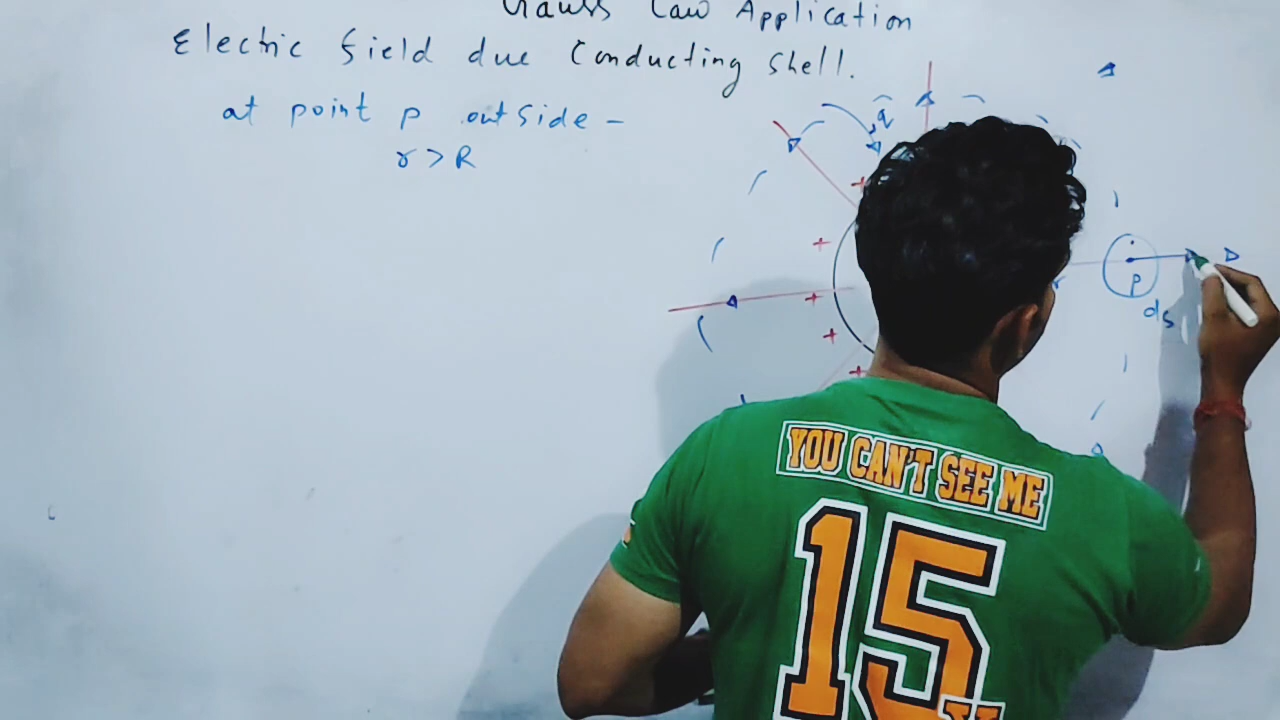 Gauss Law Application
Electric field due Conducting Shell.
at point p outside -
r > R
q
+
+
+
+
+
r
p
ds
YOU CAN'T SEE ME
15